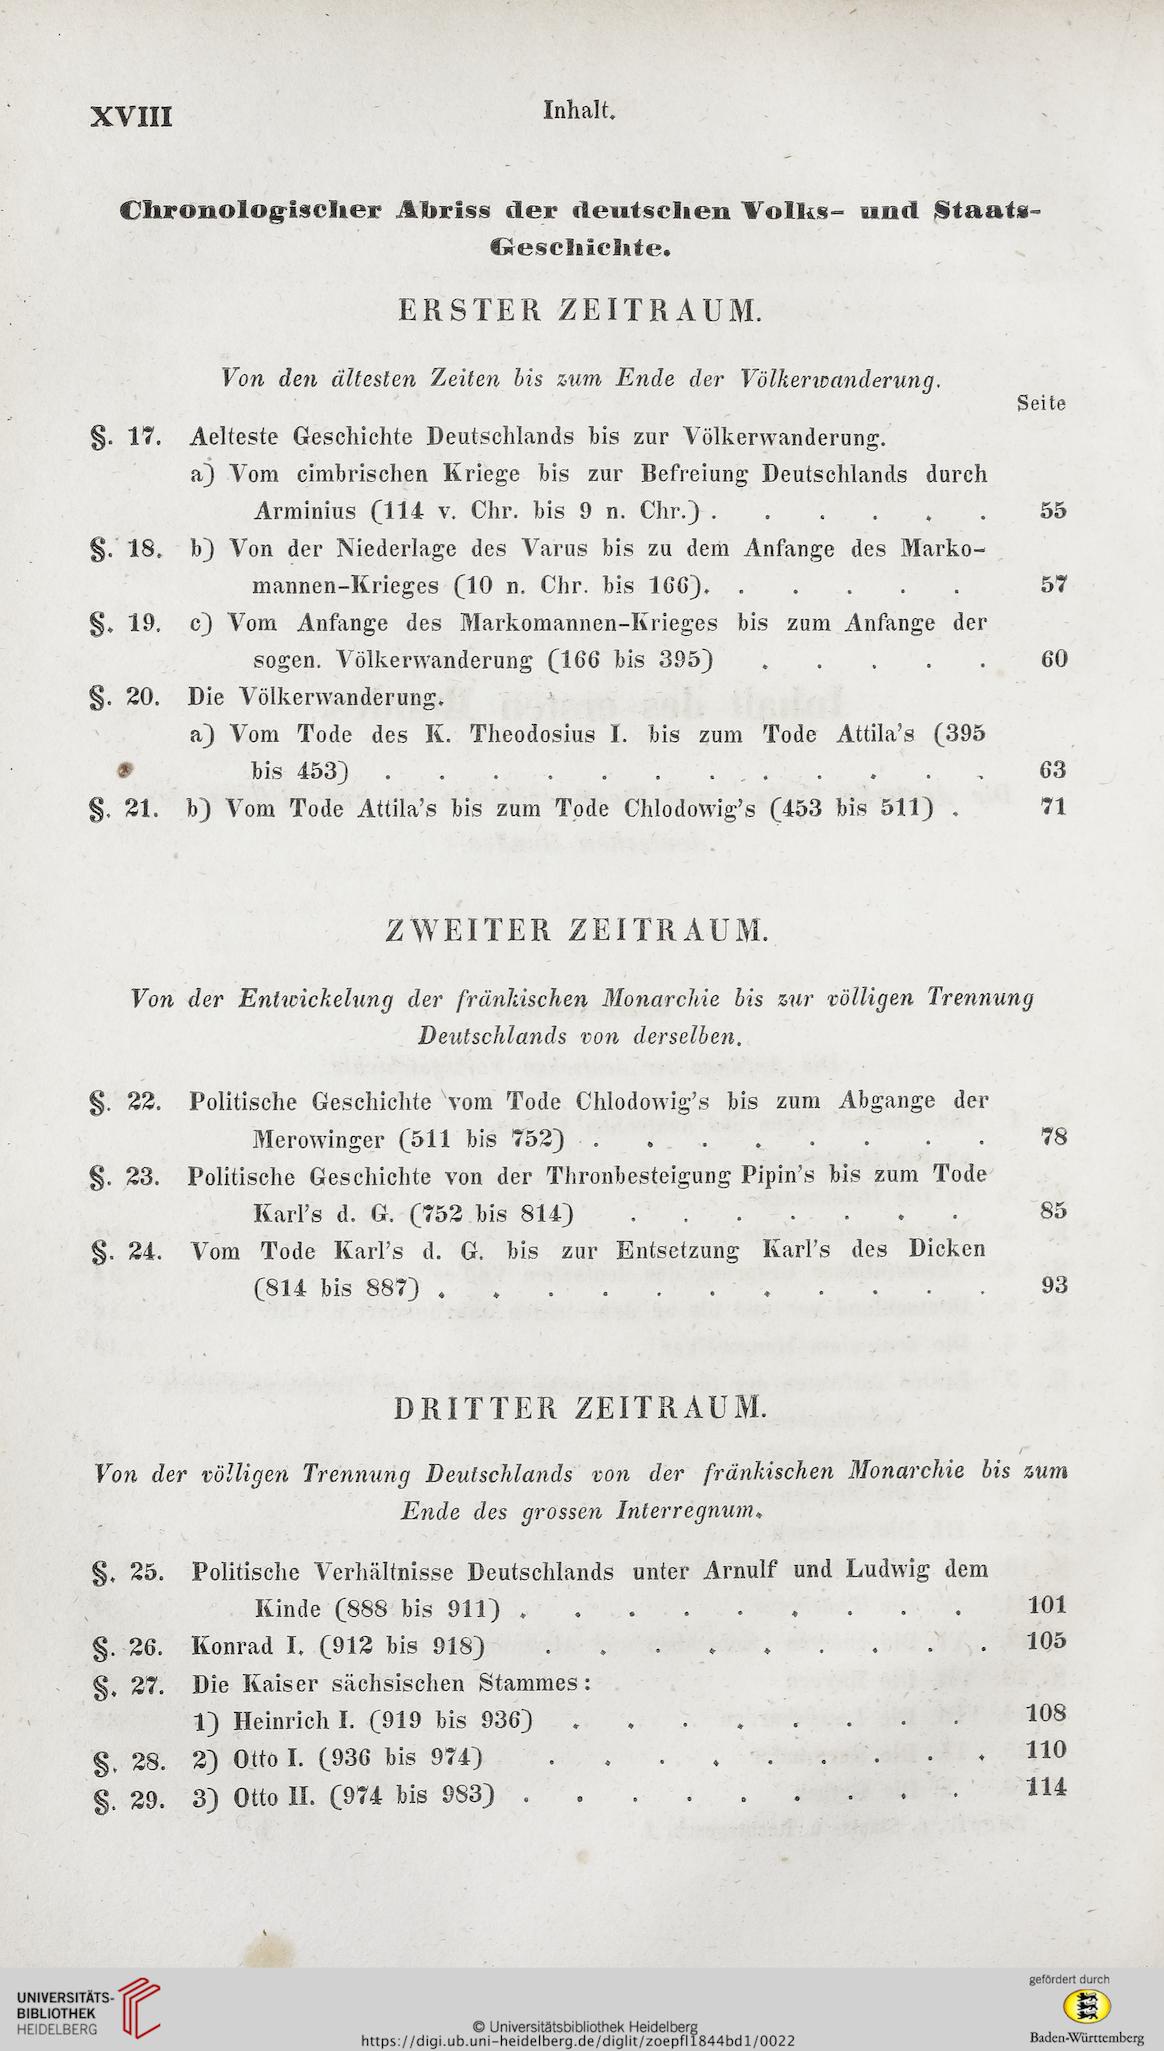 XVIII
Inhalt.
Chronologischer Abriss der deutschen Volks- und Staats-
Geschichte.
ERSTER ZEITRAUM.
Von den ältesten Zeiten bis zum Ende der Völkerwanderung.
Seite
§. 17. Aelteste Geschichte Deutschlands bis zur Völkerwanderung.
a) Vom cimbrischen Kriege bis zur Befreiung Deutschlands durch
Arminius (114 v. Chr. bis 9 n. Chr.) . . . . . . 55
§. 18. b) Von der Niederlage des Varus bis zu dem Anfange des Marko-
mannen-Krieges (10 n. Chr. bis 166). . . . . . 57
§. 19. c) Vom Anfange des Markomannen-Krieges bis zum Anfange der
sogen. Völkerwanderung (166 bis 395) . . . . . 60
§. 20. Die Völkerwanderung.
a) Vom Tode des K. Theodosius I. bis zum Tode Attila's (395
bis 453) . . . . . . . . . . . . 63
§. 21. b) Vom Tode Attila's bis zum Tode Chlodowig's (453 bis 511) . 71
ZWEITER ZEITRAUM.
Von der Entwickelung der fränkischen Monarchie bis zur völligen Trennung
Deutschlands von derselben.
§. 22. Politische Geschichte vom Tode Chlodowig's bis zum Abgange der
Merowinger (511 bis 752) . . . . . . . . 78
§. 23. Politische Geschichte von der Thronbesteigung Pipin's bis zum Tode
Karl's d. G. (752 bis 814) . . . . . . . 85
§. 24. Vom Tode Karl's d. G. bis zur Entsetzung Karl's des Dicken
(814 bis 887) . . . . . . . . . . . 93
DRITTER ZEITRAUM.
Von der völligen Trennung Deutschlands von der fränkischen Monarchie bis zum
Ende des grossen Interregnum.
§. 25. Politische Verhältnisse Deutschlands unter Arnulf und Ludwig dem
Kinde (888 bis 911) . . . . . . . . . 101
§. 26. Konrad I. (912 bis 918) . . . . . . . . . 105
§. 27. Die Kaiser sächsischen Stammes:
1) Heinrich I. (919 bis 936) . . . . . . . . 108
§. 28. 2) Otto I. (936 bis 974) . . . . . . . . . 110
§. 29. 3) Otto II. (974 bis 983) . . . . . . . . . 114
UNIVERSITÄTS-
BIBLIOTHEK
HEIDELBERG
© Universitätsbibliothek Heidelberg
https://digi.ub.uni-heidelberg.de/diglit/zoepfl1844bd1/0022
gefördert durch
Baden-Württemberg